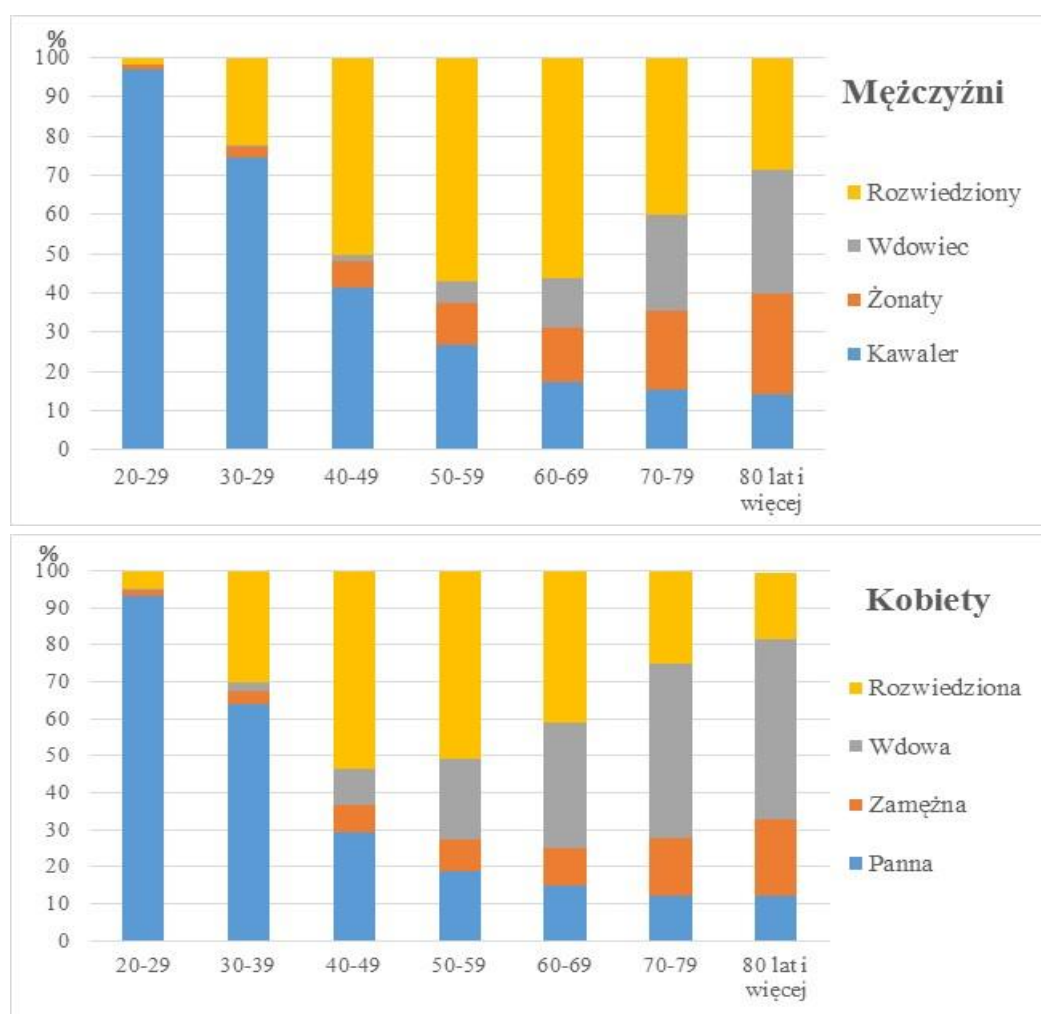 %
100
90
80
70
60
50
40
30
20
10
0
20-29
30-29
40-49
50-59
60-69
70-79
80 lat i
więcej
Mężczyźni
Rozwiedziony
Wdowiec
Żonaty
Kawaler
%
100
90
80
70
60
50
40
30
20
10
0
20-29
30-39
40-49
50-59
60-69
70-79
80 lat i
więcej
Kobiety
Rozwiedziona
Wdowa
Zamężna
Panna